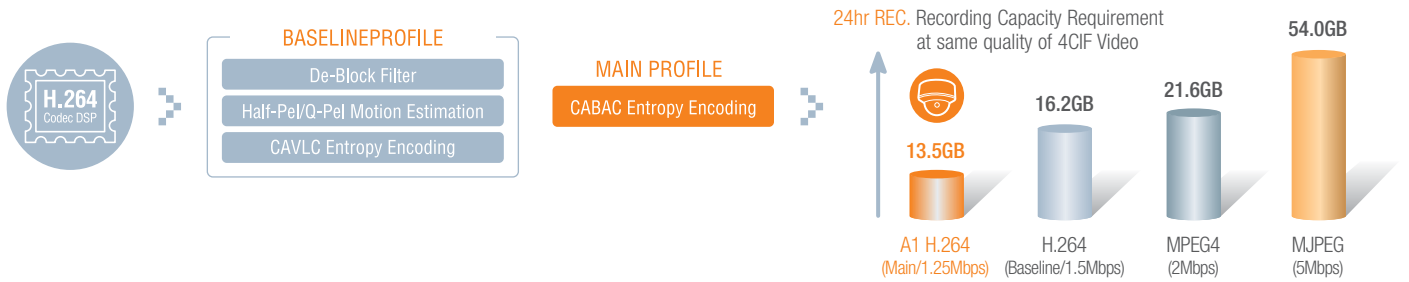 H.264
Codec DSP
BASELINEPROFILE
De-Block Filter
Half-Pel/Q-Pel Motion Estimation
CAVLC Entropy Encoding
MAIN PROFILE
CABAC Entropy Encoding
24hr REC. Recording Capacity Requirement
at same quality of 4CIF Video
13.5GB
16.2GB
21.6GB
54.0GB
A1 H.264
(Main/1.25Mbps)
H.264
(Baseline/1.5Mbps)
MPEG4
(2Mbps)
MJPEG
(5Mbps)